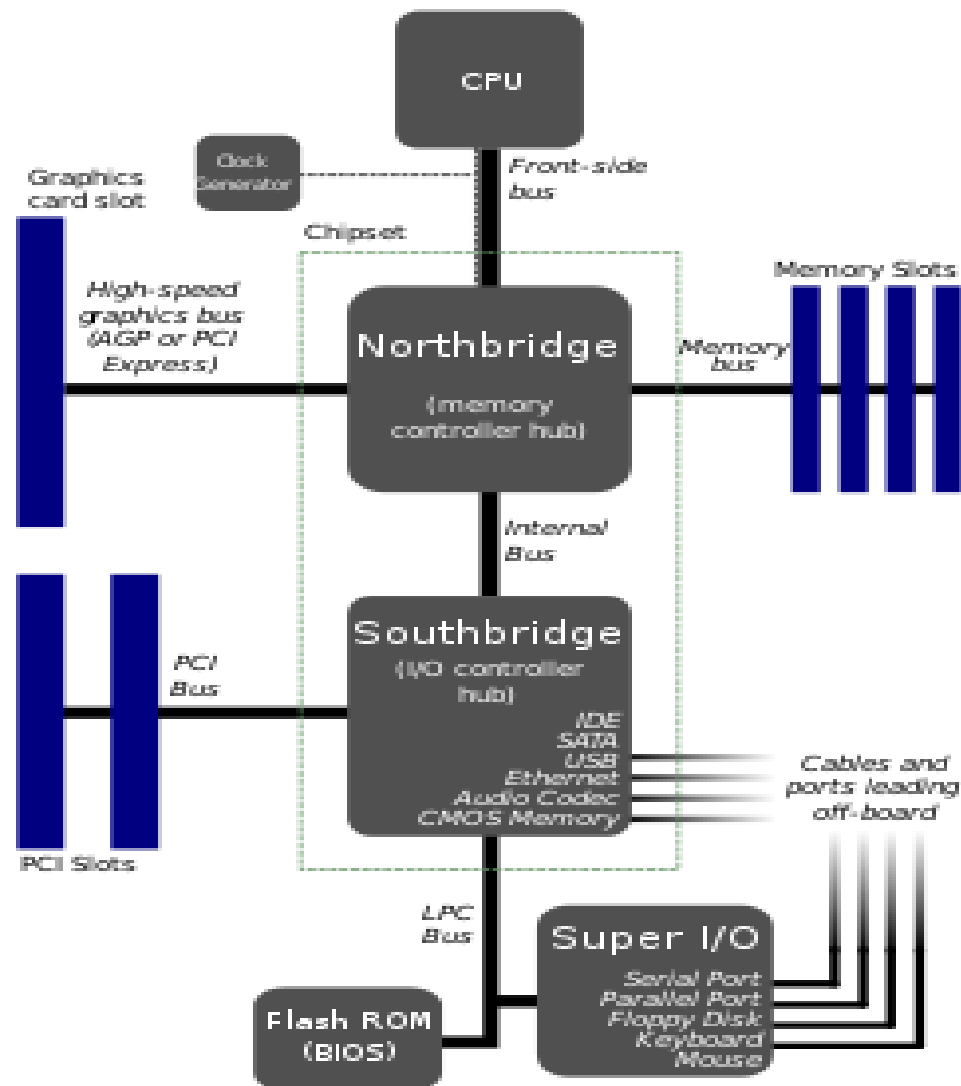 CPU
Clock
Generator
Front-side
bus
Graphics
card slot
Chipset
High-speed
graphics bus
(AGP or PCI
Express)
Memory Slots
Northbridge
(memory
controller hub)
Memory
bus
Internal
Bus
Southbridge
(I/O controller
hub)
IDE
SATA
USB
Ethernet
Audio Codec
CMOS Memory
PCI
Bus
PCI Slots
Cables and
ports leading
off-board
LPC
Bus
Super I/O
Serial Port
Parallel Port
Floppy Disk
Keyboard
Mouse
Flash ROM
(BIOS)